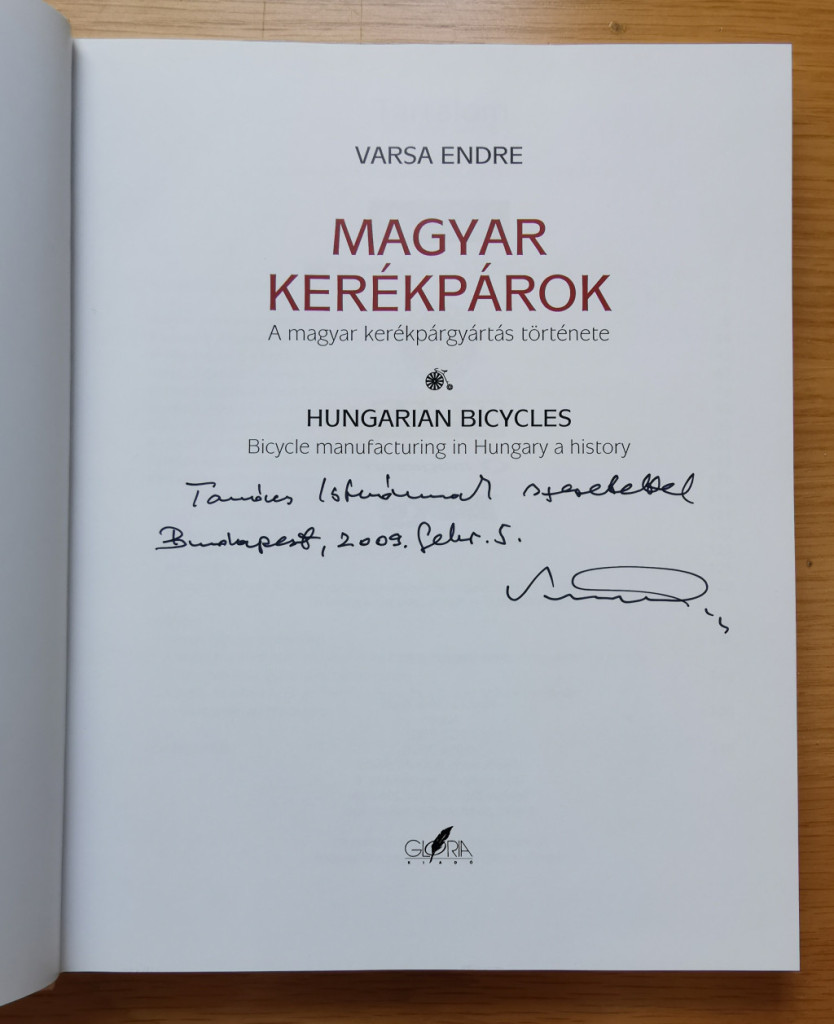 VARSA ENDRE
MAGYAR
KERÉKPÁROK
A magyar kerékpárgyártás története
HUNGARIAN BICYCLES
Bicycle manufacturing in Hungary a history
Istvánnak szeretettel
Budapest, 2009. febr. 5.
GLÓRIA
KIADÓ